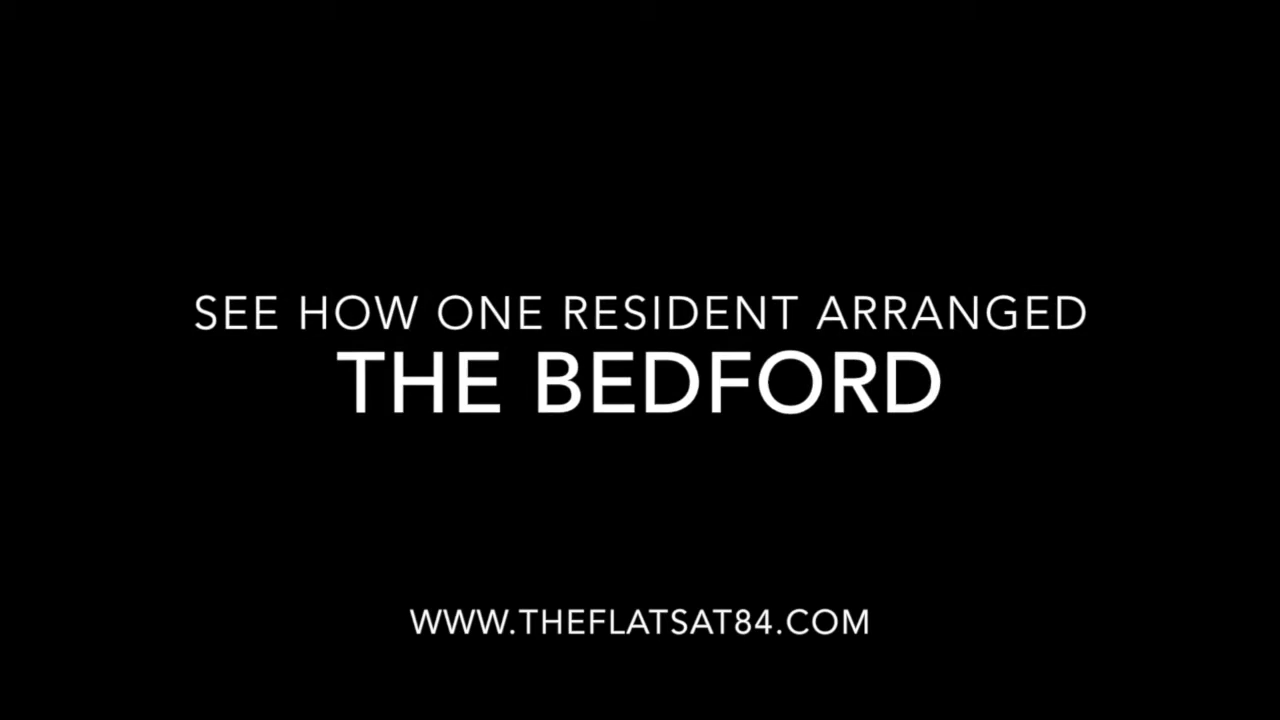 SEE HOW ONE RESIDENT ARRANGED
THE BEDFORD
WWW.THEFLATSAT84.COM